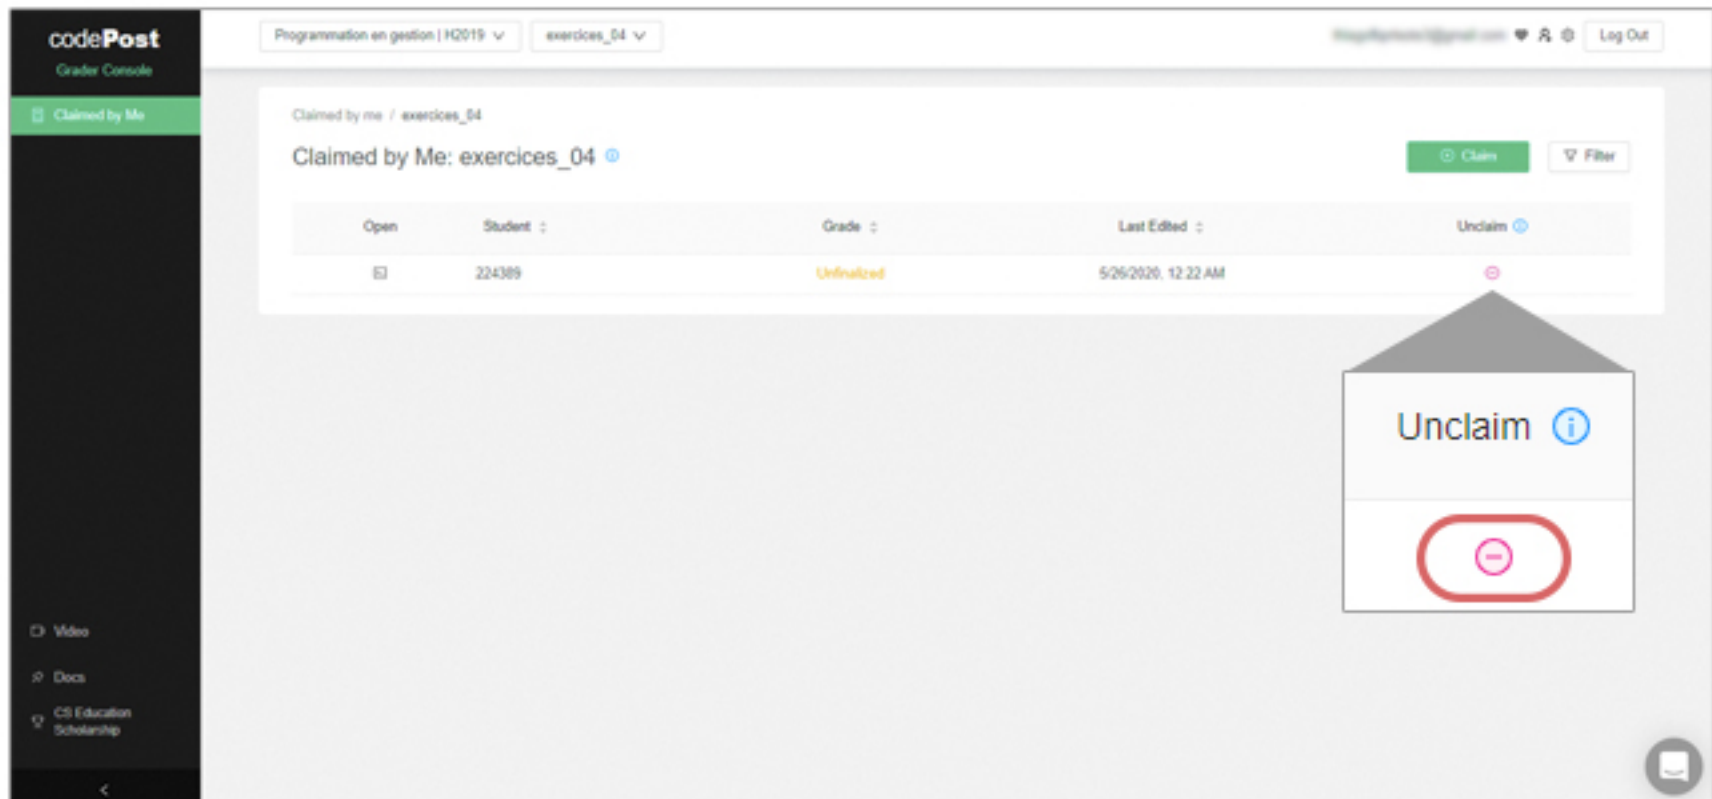 codePost
Grader Console
Programmation en gestion | H2019
exercices_04
Log Out
Claimed by Me
Claimed by me / exercices_04
Claimed by Me: exercices_04
Claim
Filter
Open Student Grade Last Edited Unclaim
224389 Unfinalized 5/26/2020, 12:22 AM
Unclaim
Video
Docs
CS Education
Scholarship